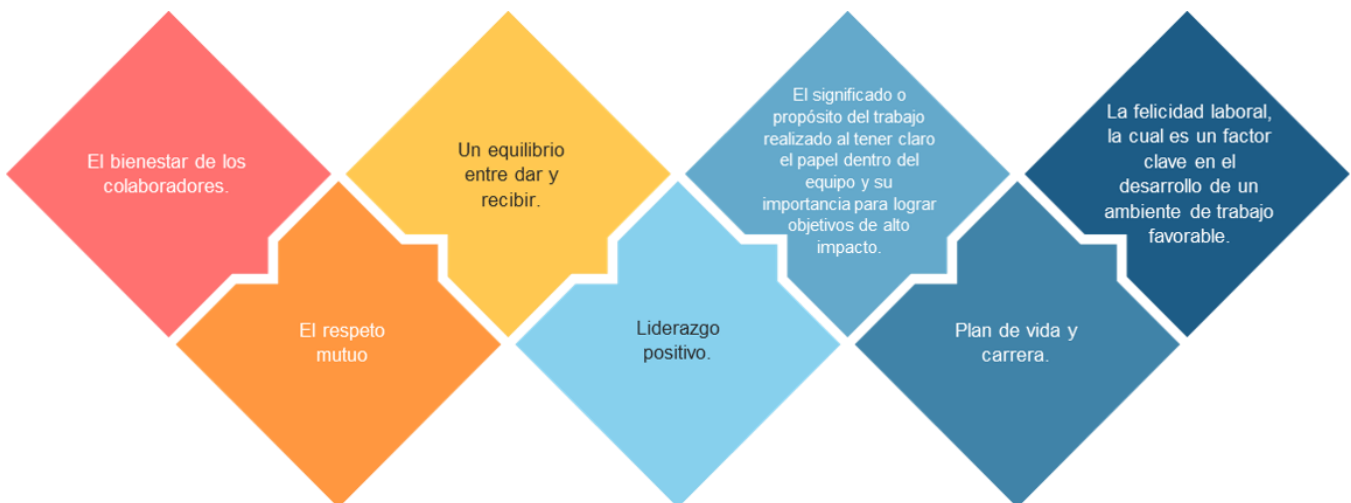 El bienestar de los
colaboradores.
El respeto
mutuo
Un equilibrio
entre dar y
recibir.
Liderazgo
positivo.
El significado o
propósito del trabajo
realizado al tener claro
el papel dentro del
equipo y su
importancia para lograr
objetivos de alto
impacto.
Plan de vida y
carrera.
La felicidad laboral,
la cual es un factor
clave en el
desarrollo de un
ambiente de trabajo
favorable.